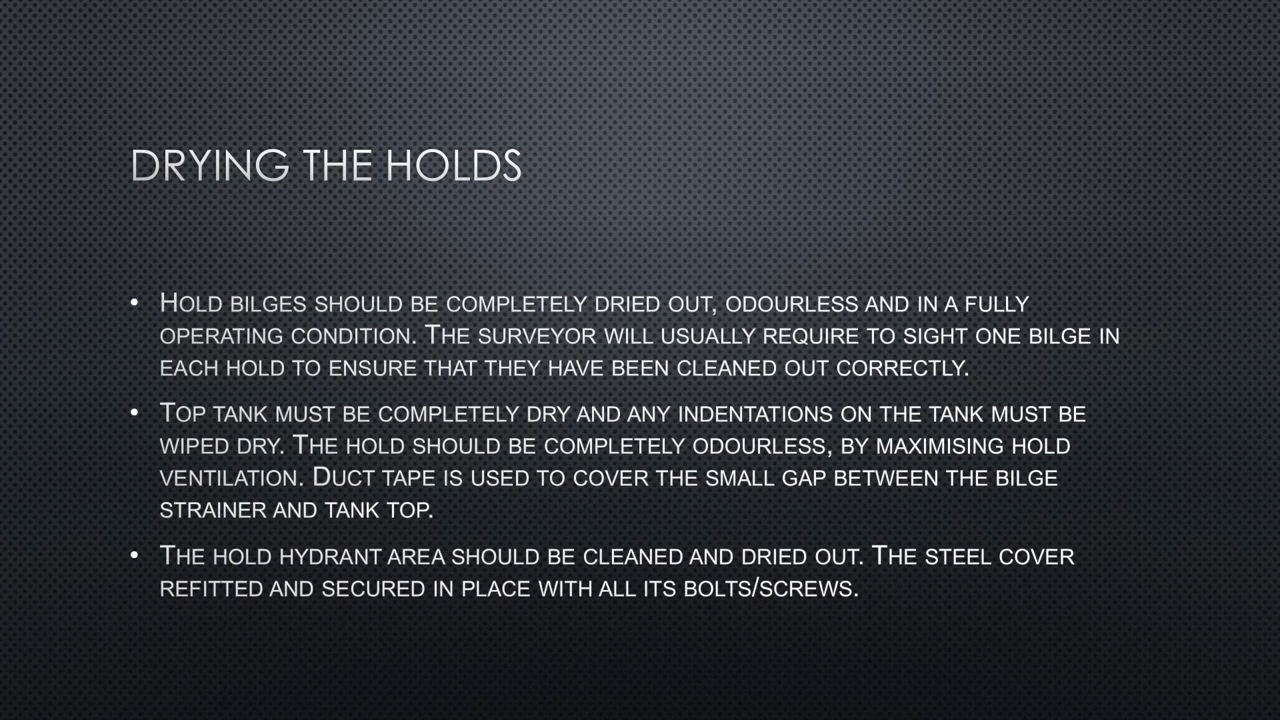 DRYING THE HOLDS
• HOLD BILGES SHOULD BE COMPLETELY DRIED OUT, ODOURLESS AND IN A FULLY
OPERATING CONDITION. THE SURVEYOR WILL USUALLY REQUIRE TO SIGHT ONE BILGE IN
EACH HOLD TO ENSURE THAT THEY HAVE BEEN CLEANED OUT CORRECTLY.
• TOP TANK MUST BE COMPLETELY DRY AND ANY INDENTATIONS ON THE TANK MUST BE
WIPED DRY. THE HOLD SHOULD BE COMPLETELY ODOURLESS, BY MAXIMISING HOLD
VENTILATION. DUCT TAPE IS USED TO COVER THE SMALL GAP BETWEEN THE BILGE
STRAINER AND TANK TOP.
• THE HOLD HYDRANT AREA SHOULD BE CLEANED AND DRIED OUT. THE STEEL COVER
REFITTED AND SECURED IN PLACE WITH ALL ITS BOLTS/SCREWS.